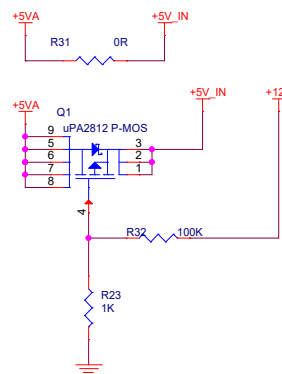 +5VA +5V_IN
R31 0R
+5VA +5V_IN +12
Q1
uPA2812 P-MOS
9
5 3
6 2
7 1
8
4
R32 100K
R23
1K